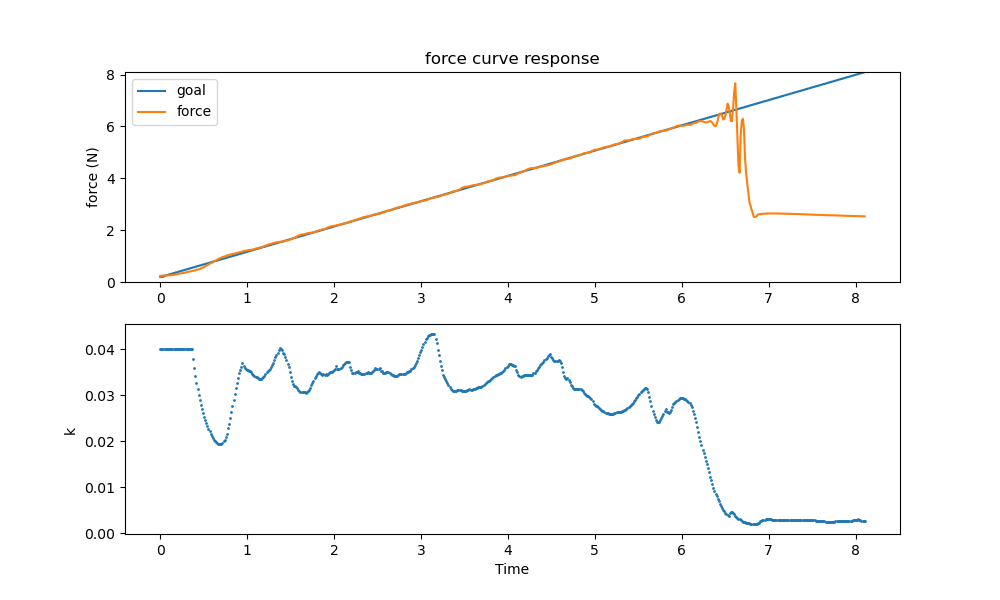 force curve response
goal
force
force (N)
8
6
4
2
0
0 1 2 3 4 5 6 7 8
k
0.04
0.03
0.02
0.01
0.00
0 1 2 3 4 5 6 7 8
Time